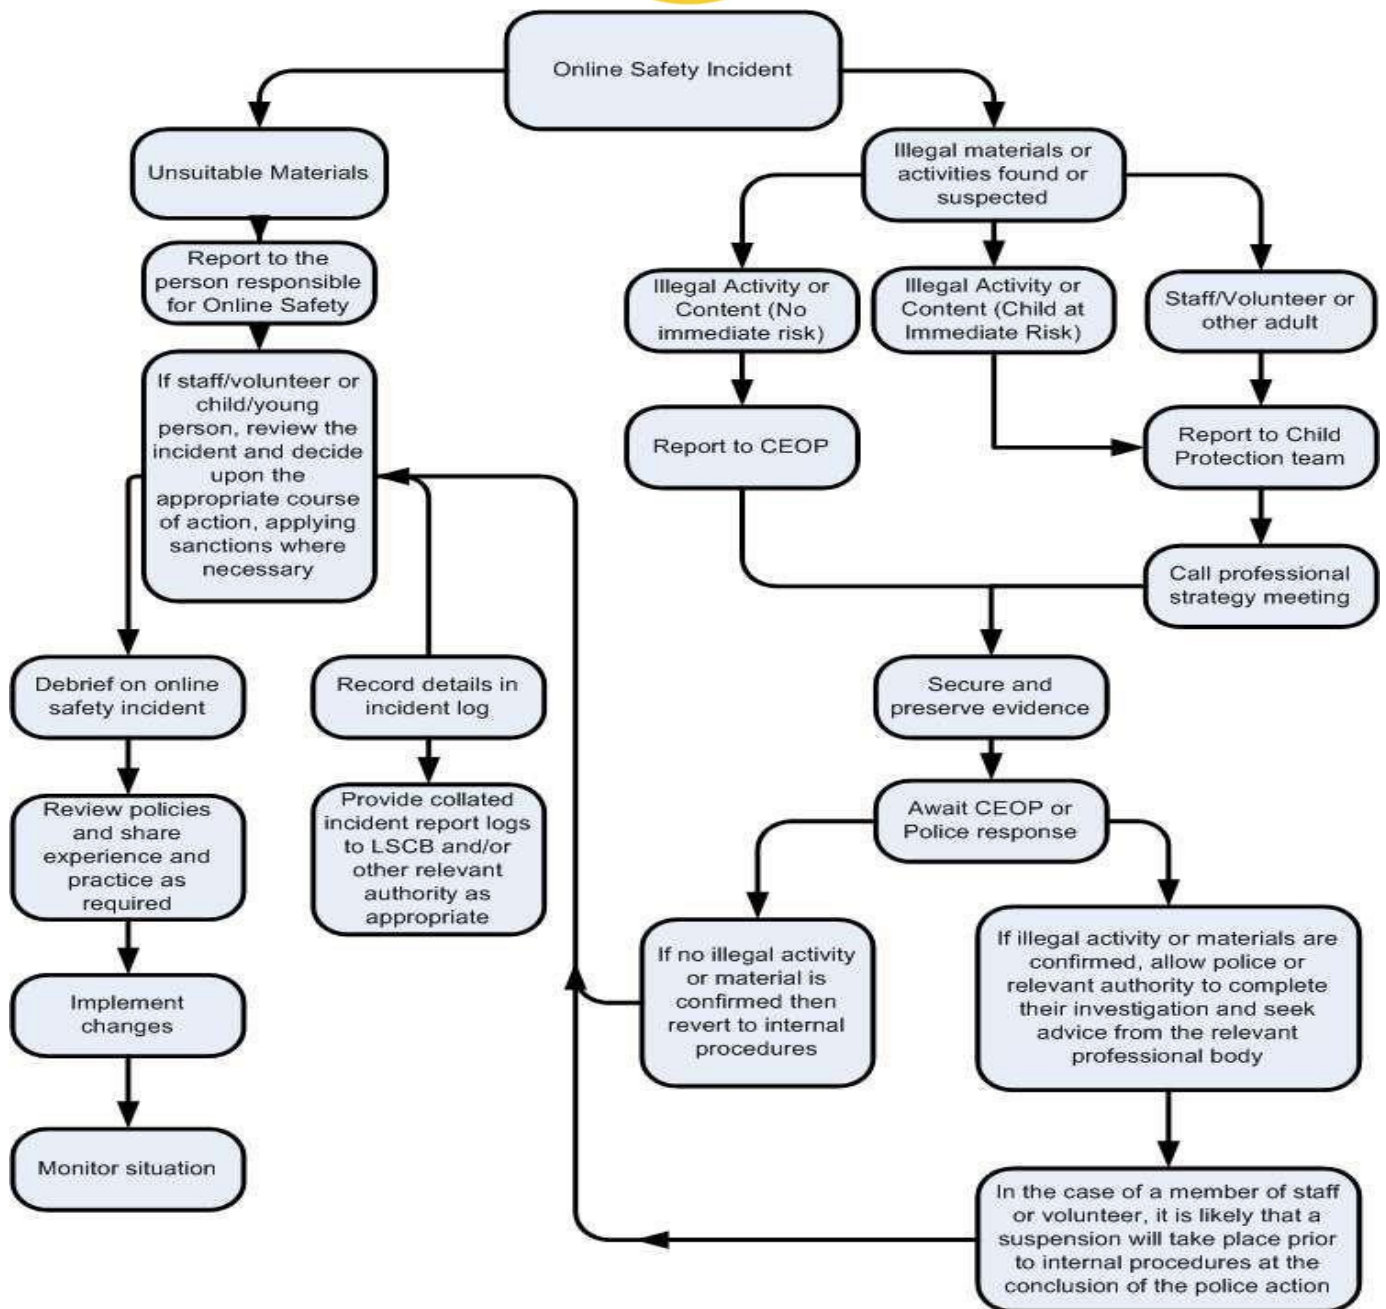 Online Safety Incident
Unsuitable Materials
Illegal materials or
activities found or
suspected
Report to the
person responsible
for Online Safety
Illegal Activity or
Content (No
immediate risk)
Illegal Activity or
Content (Child at
Immediate Risk)
Staff/Volunteer or
other adult
If staff/volunteer or
child/young
person, review the
incident and decide
upon the
appropriate course
of action, applying
sanctions where
necessary
Report to CEOP
Report to Child
Protection team
Call professional
strategy meeting
Debrief on online
safety incident
Record details in
incident log
Secure and
preserve evidence
Review policies
and share
experience and
practice as
required
Provide collated
incident report logs
to LSCB and/or
other relevant
authority as
appropriate
Await CEOP or
Police response
If no illegal activity
or material is
confirmed then
revert to internal
procedures
If illegal activity or materials are
confirmed, allow police or
relevant authority to complete
their investigation and seek
advice from the relevant
professional body
Implement
changes
Monitor situation
In the case of a member of staff
or volunteer, it is likely that a
suspension will take place prior
to internal procedures at the
conclusion of the police action